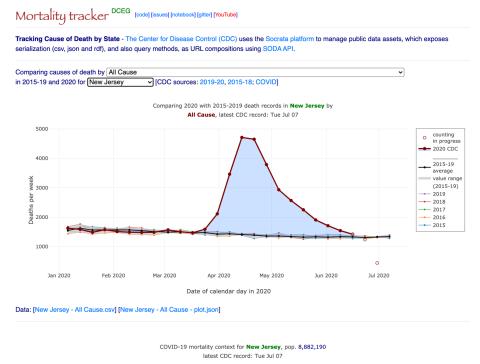 Mortality tracker DCEG [code] [issues] [notebook] [gitter] [YouTube]
Tracking Cause of Death by State - The Center for Disease Control (CDC) uses the Socrata platform to manage public data assets, which exposes
serialization (csv, json and rdf), and also query methods, as URL compositions using SODA API.
Comparing causes of death by All Cause
in 2015-19 and 2020 for New Jersey [CDC sources: 2019-20, 2015-18; COVID]
Comparing 2020 with 2015-2019 death records in New Jersey by
All Cause, latest CDC record: Tue Jul 07
5000
4000
3000
2000
1000
Deaths per week
Jan 2020
Feb 2020
Mar 2020
Apr 2020
May 2020
Jun 2020
Jul 2020
Date of calendar day in 2020
counting
in progress
2020 CDC
2015-19
average
value range
(2015-19)
2019
2018
2017
2016
2015
Data: [New Jersey - All Cause.csv] [New Jersey - All Cause - plot.json]
COVID-19 mortality context for New Jersey, pop. 8,882,190
latest CDC record: Tue Jul 07